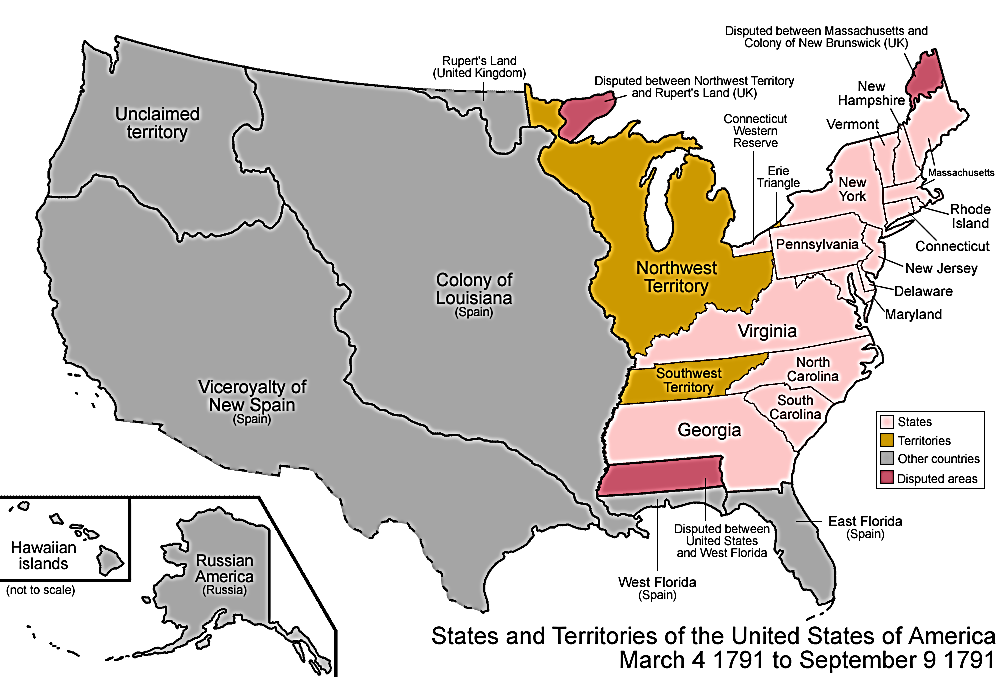 Disputed between Massachusetts and
Colony of New Brunswick (UK)
Rupert's Land
(United Kingdom)
Disputed between Northwest Territory
and Rupert's Land (UK)
New
Hampshire
Vermont
Connecticut
Western
Reserve
Erie
Triangle
Unclaimed
territory
Massachusetts
New
York
Rhode
Island
Connecticut
Pennsylvania
New Jersey
Northwest
Territory
Delaware
Maryland
Colony of
Louisiana
(Spain)
Virginia
North
Carolina
Southwest
Territory
South
Carolina
Viceroyalty of
New Spain
(Spain)
Georgia
States
Territories
Other countries
Disputed areas
East Florida
(Spain)
Disputed between
United States
and West Florida
West Florida
(Spain)
Hawaiian
islands
(not to scale)
Russian
America
(Russia)
States and Territories of the United States of America
March 4 1791 to September 9 1791